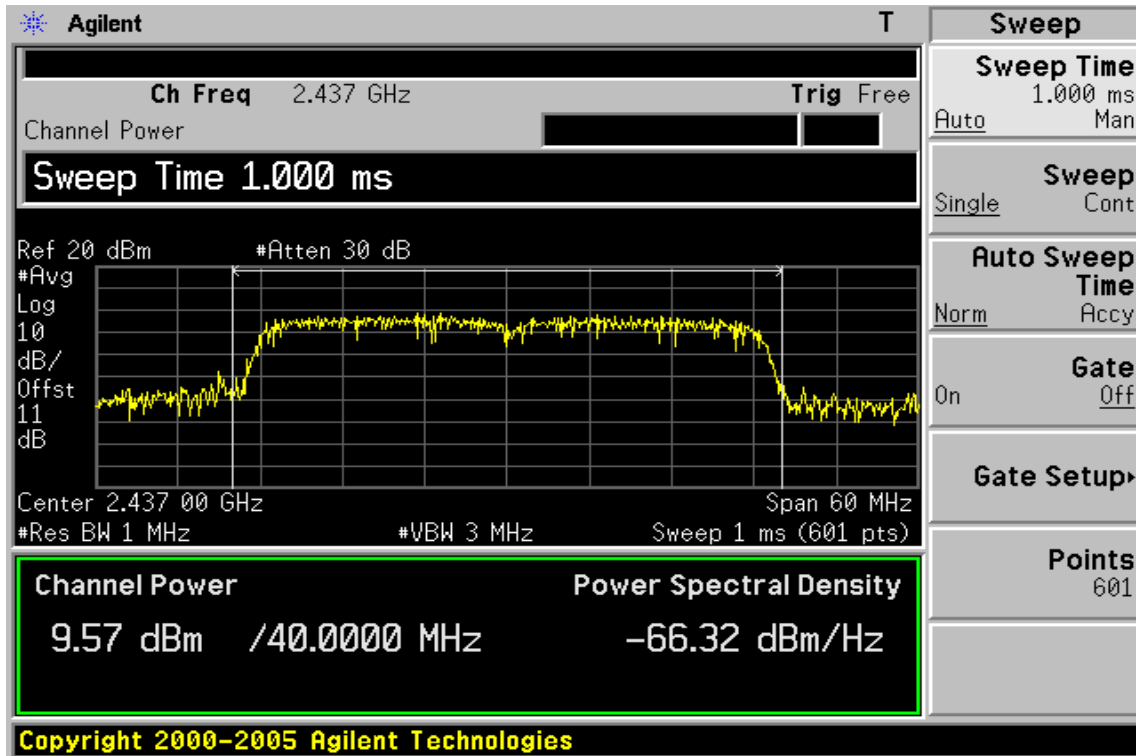 Agilent T
Ch Freq 2.437 GHz Trig Free
Channel Power
Sweep Time 1.000 ms
Ref 20 dBm #Atten 30 dB
#Avg
Log
10
dB/
Offst
11
dB
Center 2.437 00 GHz Span 60 MHz
#Res BW 1 MHz #VBW 3 MHz Sweep 1 ms (601 pts)
Channel Power Power Spectral Density
9.57 dBm /40.0000 MHz -66.32 dBm/Hz
Copyright 2000-2005 Agilent Technologies
Sweep
Sweep Time
1.000 ms
Auto Man
Sweep
Single Cont
Auto Sweep
Time
Norm Accy
Gate
On Off
Gate Setup▸
Points
601